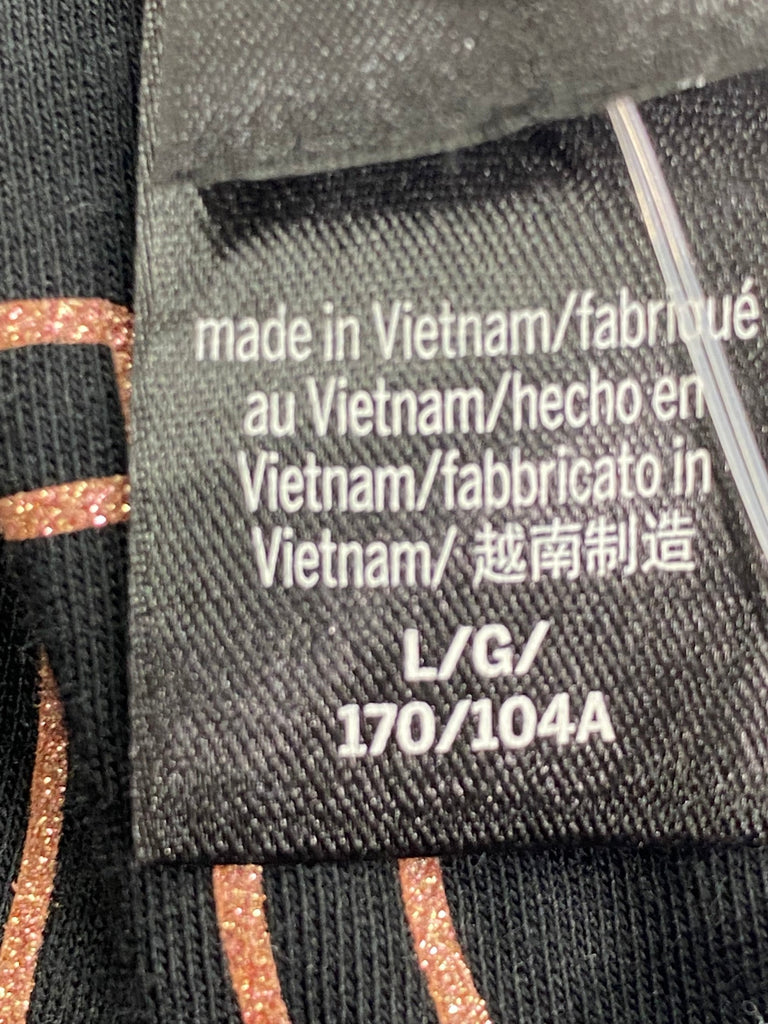 made in Vietnam/fabriqué
au Vietnam/hecho en
Vietnam/fabbricato in
Vietnam/ 越南制造
L/G/
170/104A